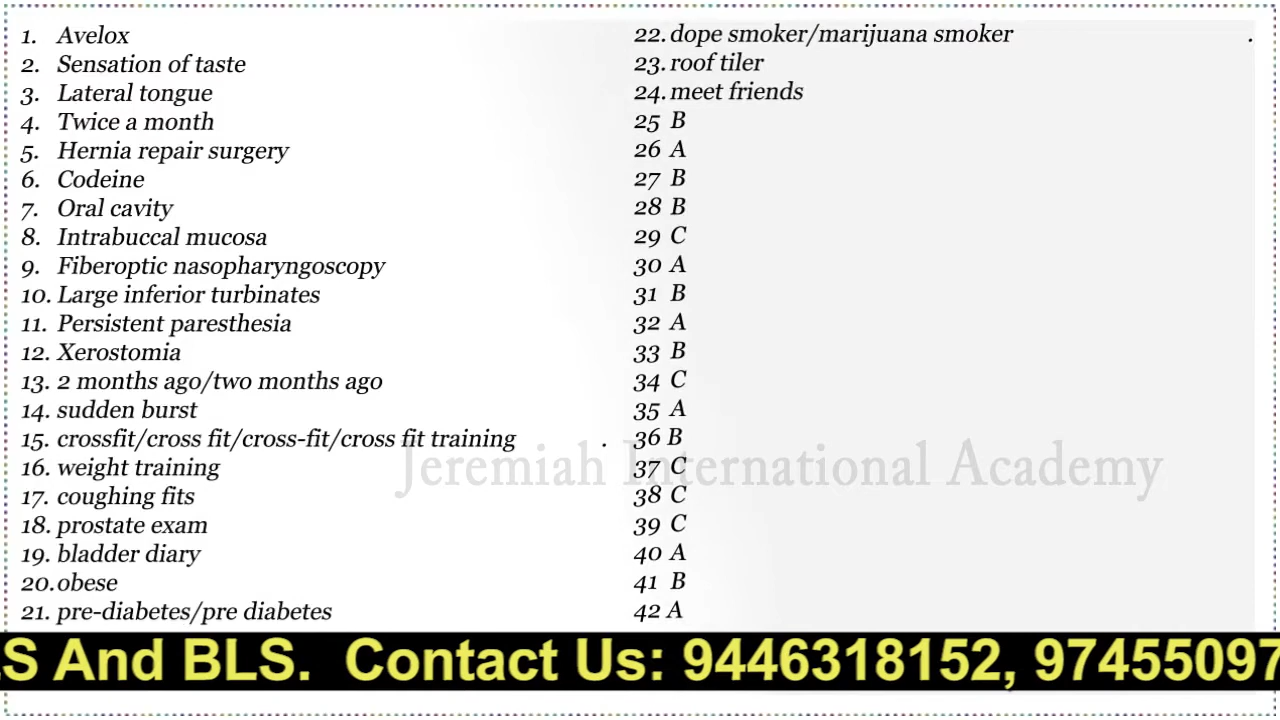 1. Avelox
2. Sensation of taste
3. Lateral tongue
4. Twice a month
5. Hernia repair surgery
6. Codeine
7. Oral cavity
8. Intrabuccal mucosa
9. Fiberoptic nasopharyngoscopy
10. Large inferior turbinates
11. Persistent paresthesia
12. Xerostomia
13. 2 months ago/two months ago
14. sudden burst
15. crossfit/cross fit/cross-fit/cross fit training .
16. weight training
17. coughing fits
18. prostate exam
19. bladder diary
20. obese
21. pre-diabetes/pre diabetes
22. dope smoker/marijuana smoker .
23. roof tiler
24. meet friends
25 B
26 A
27 B
28 B
29 C
30 A
31 B
32 A
33 B
34 C
35 A
36 B
37 C
38 C
39 C
40 A
41 B
42 A
Jeremiah International Academy
S And BLS. Contact Us: 9446318152, 97455097